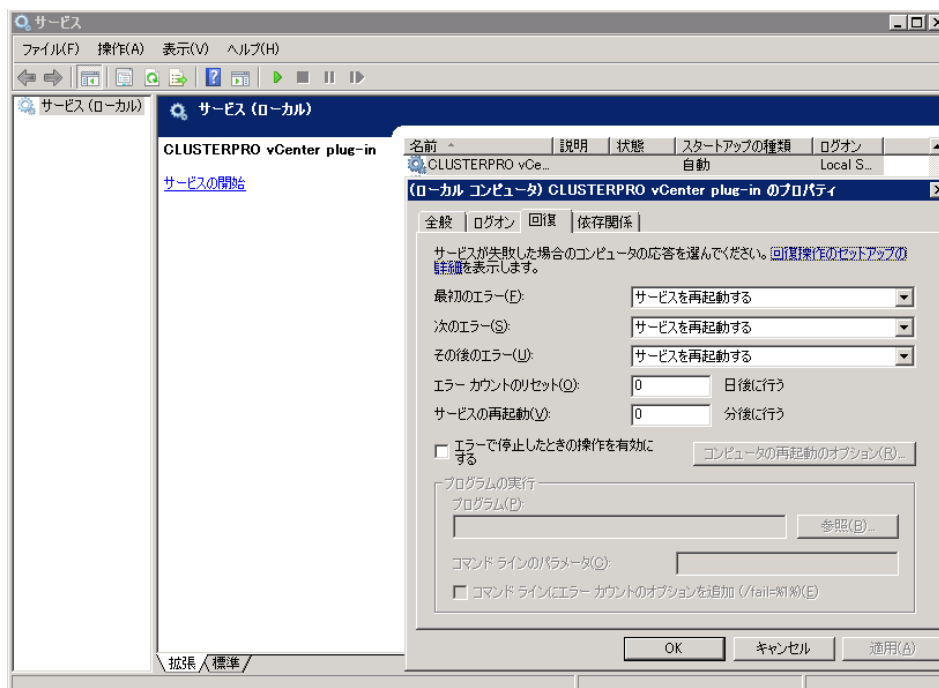 サービス
ファイル(F) 操作(A) 表示(V) ヘルプ(H)
サービス (ローカル)
サービス (ローカル)
CLUSTERPRO vCenter plug-in
サービスの開始
名前 説明 状態 スタートアップの種類 ログオン
CLUSTERPRO vCe... 自動 Local S...
(ローカル コンピュータ) CLUSTERPRO vCenter plug-in のプロパティ
全般 ログオン 回復 依存関係
サービスが失敗した場合のコンピュータの応答を選んでください。回復操作のセットアップの
詳細を表示します。
最初のエラー(F): サービスを再起動する
次のエラー(S): サービスを再起動する
その後のエラー(U): サービスを再起動する
エラー カウントのリセット(O): 0 日後に行う
サービスの再起動(V): 0 分後に行う
エラーで停止したときの操作を有効に
する
コンピュータの再起動のオプション(R)...
プログラムの実行
プログラム(P):
参照(B)...
コマンド ラインのパラメータ(C):
コマンド ラインにエラー カウントのオプションを追加 (/fail=%1%)(E)
OK キャンセル 適用(A)
拡張 標準